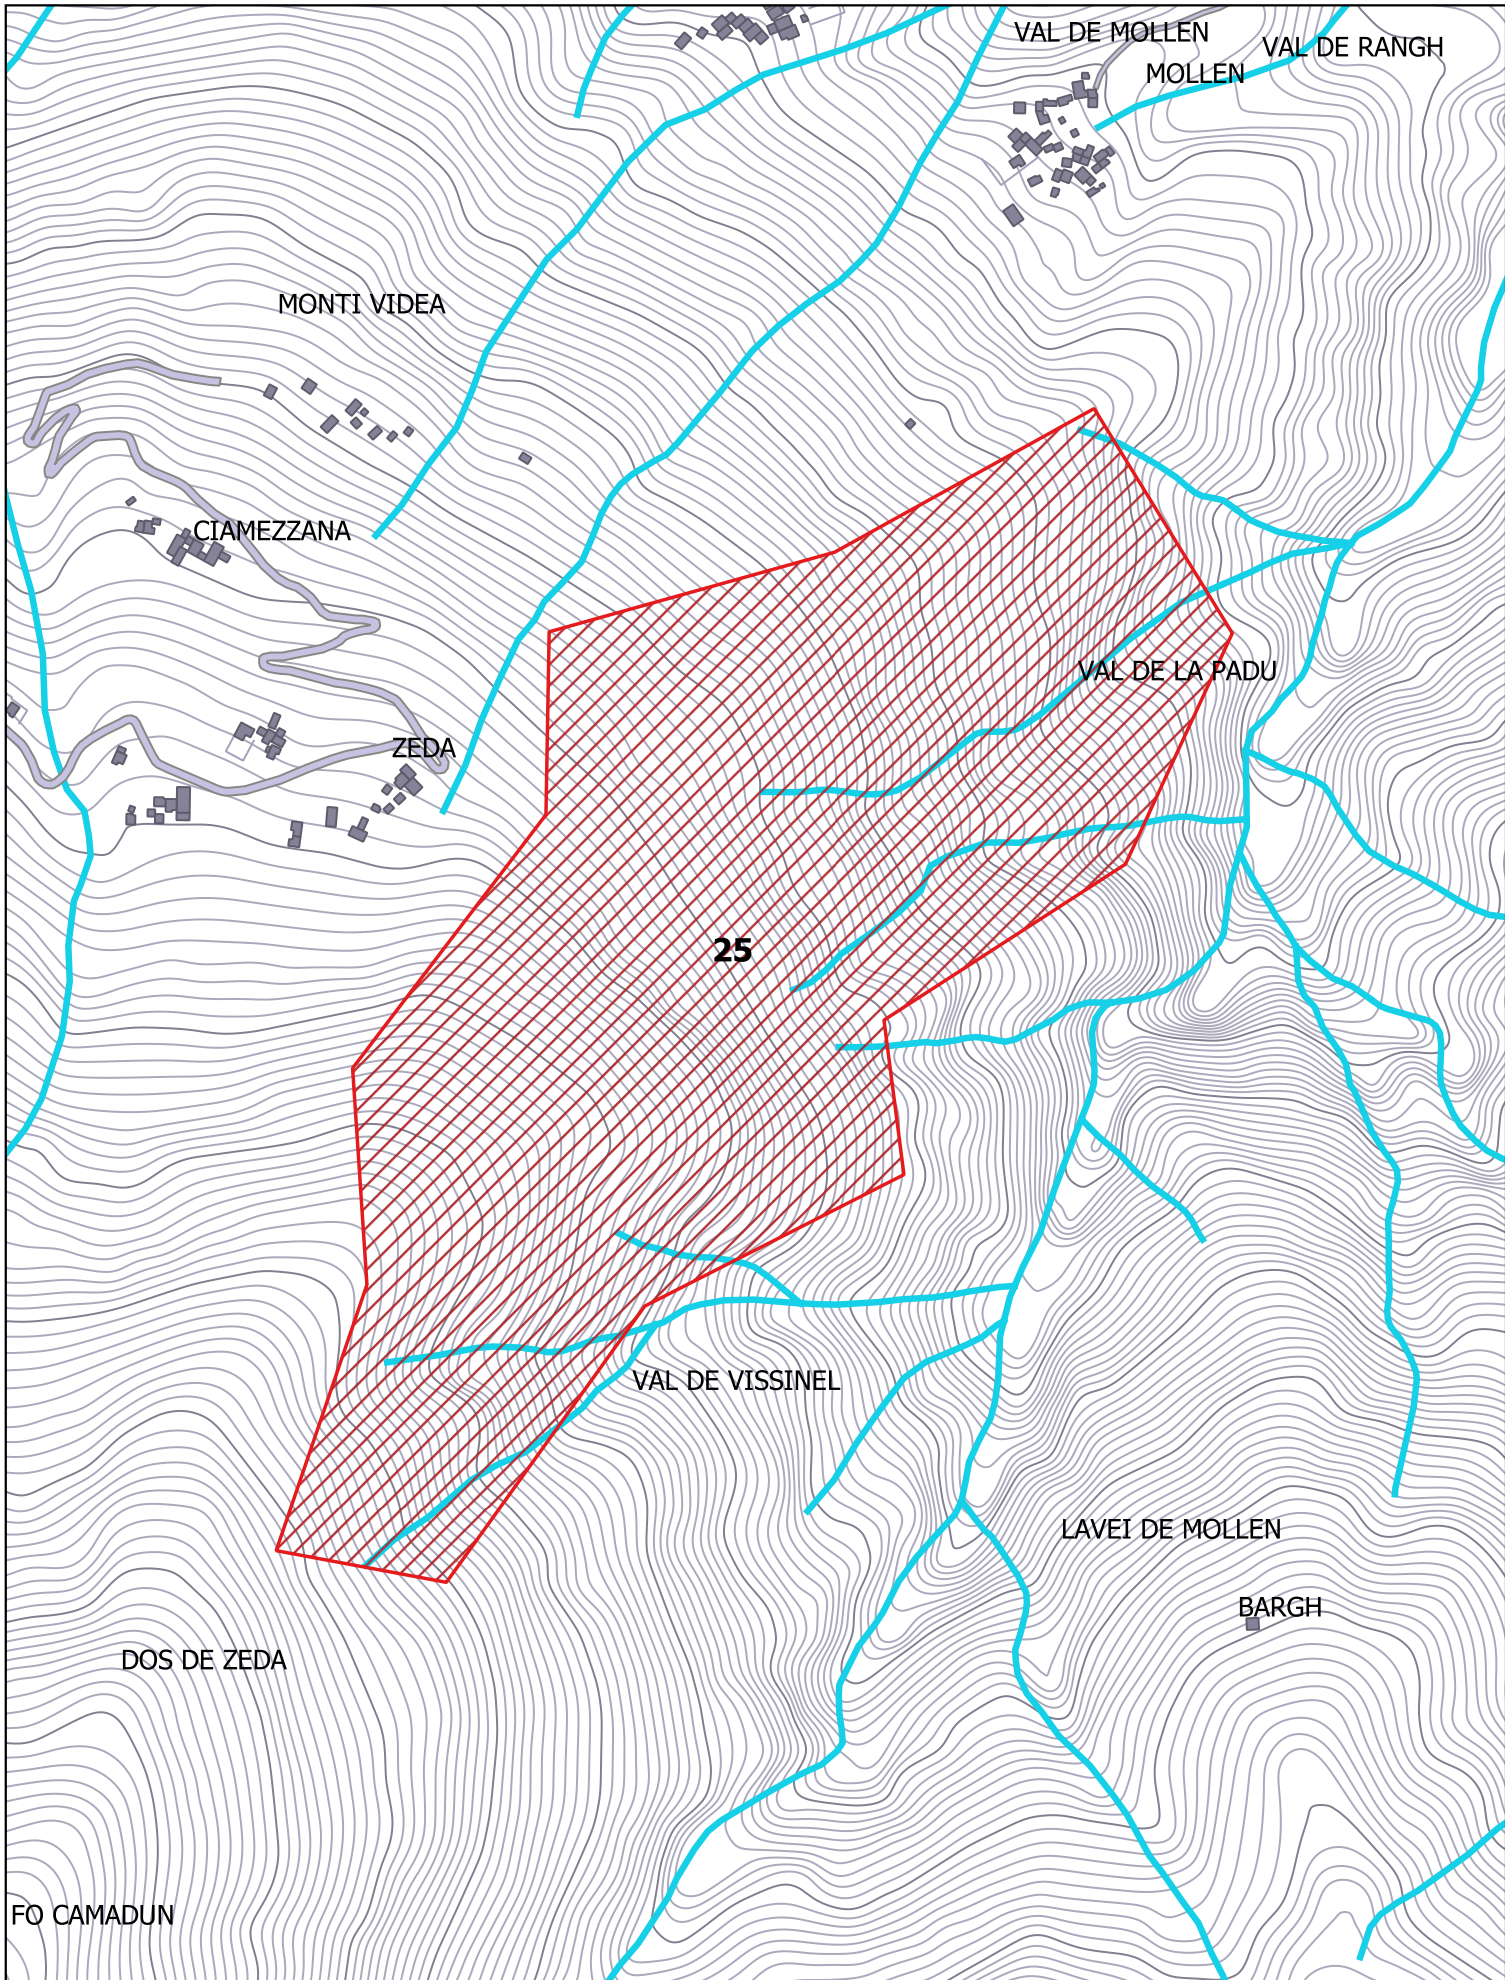 VAL DE MOLLEN
VAL DE RANGH
MOLLEN
MONTI VIDEA
CIAMEZZANA
VAL DE LA PADU
ZEDA
25
VAL DE VISSINEL
LAVEI DE MOLLEN
BARGH
DOS DE ZEDA
FO CAMADUN